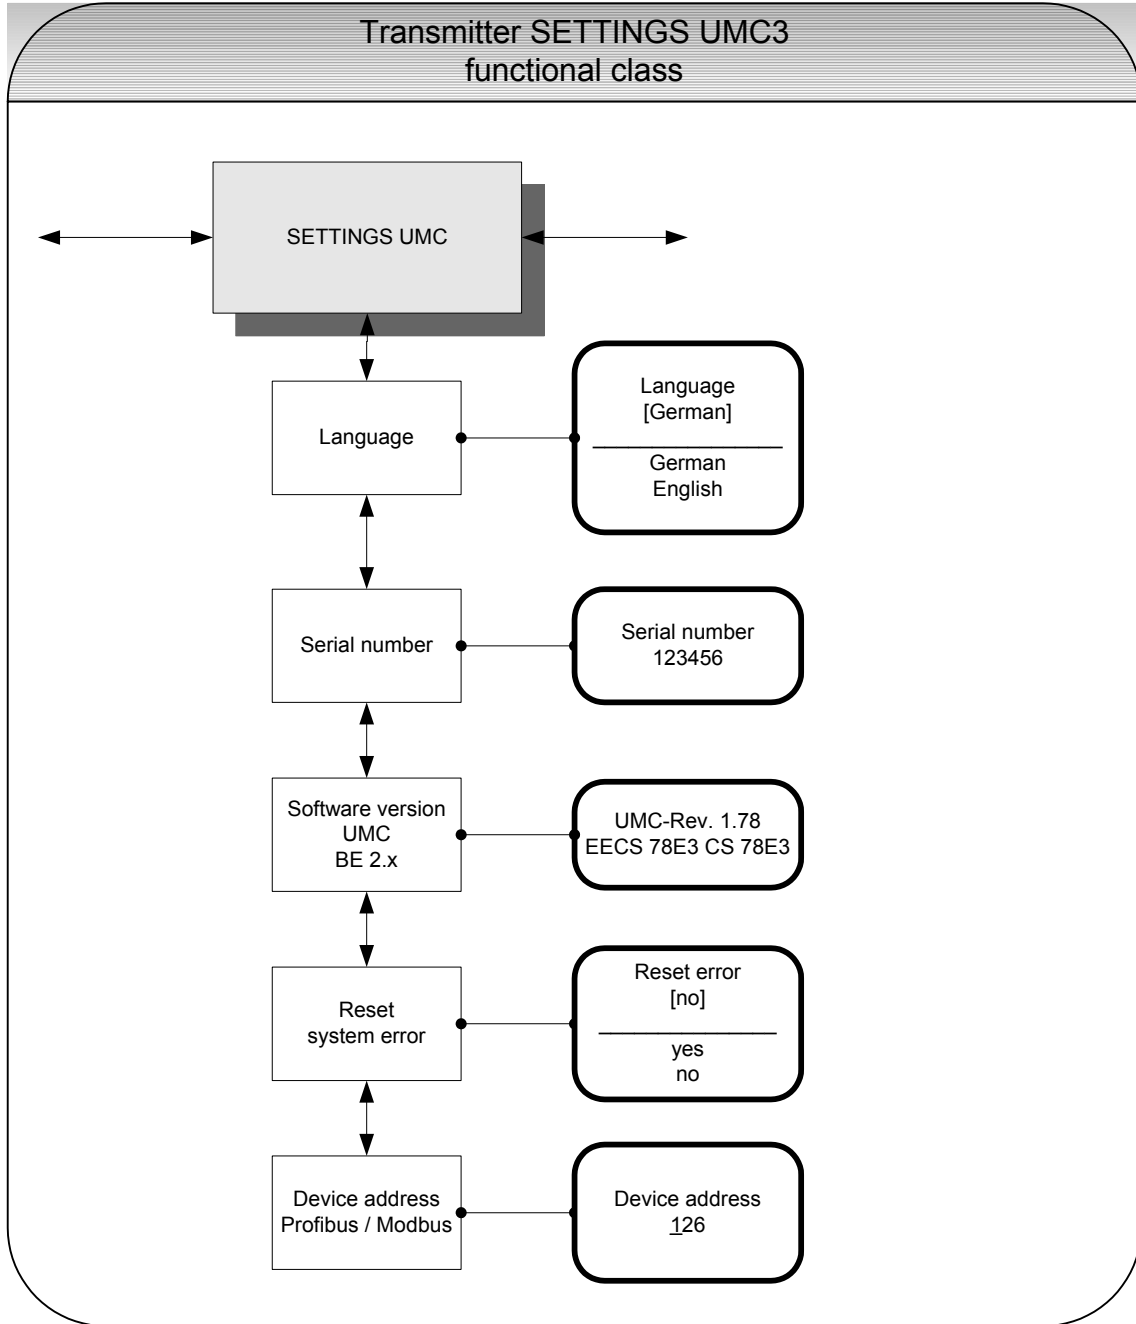 Transmitter SETTINGS UMC3
functional class
SETTINGS UMC
Language
Language
[German]
German
English
Serial number
Serial number
123456
Software version
UMC
BE 2.x
UMC-Rev. 1.78
EECS 78E3 CS 78E3
Reset
system error
Reset error
[no]
yes
no
Device address
Profibus / Modbus
Device address
126